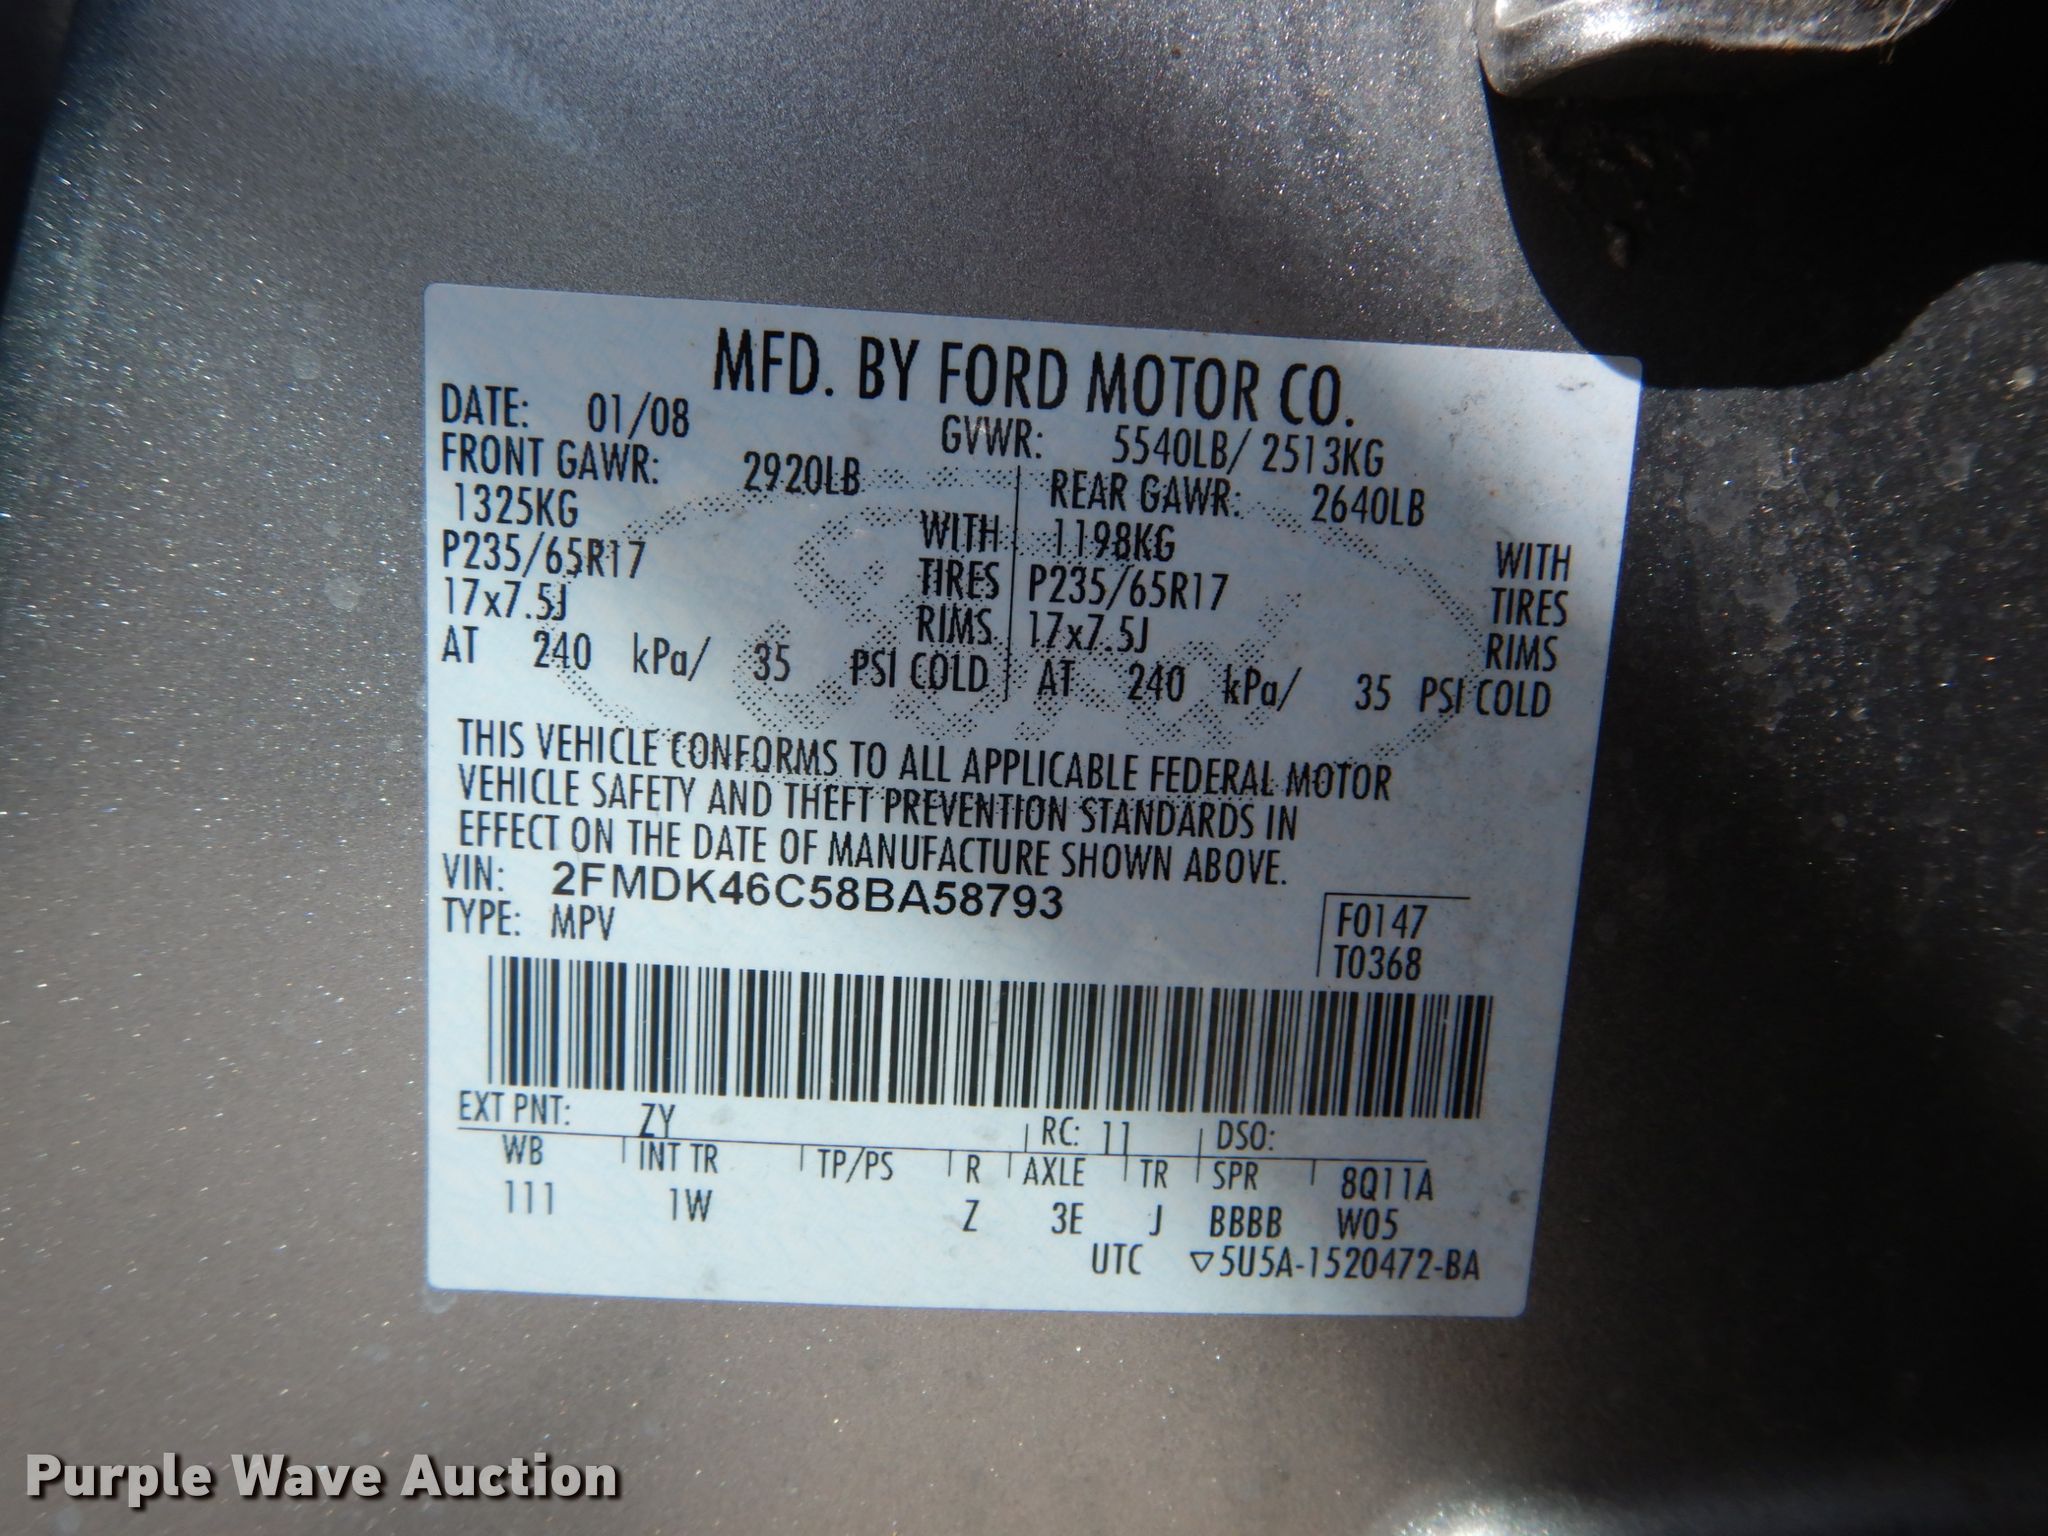 MFD. BY FORD MOTOR CO.
DATE: 01/08 GVWR: 5540LB/ 2513KG
FRONT GAWR: 2920LB REAR GAWR: 2640LB
1325KG WITH 1198KG WITH
P235/65R17 TIRES P235/65R17 TIRES
17x7.5J RIMS 17x7.5J RIMS
AT 240 kPa/ 35 PSI COLD AT 240 kPa/ 35 PSI COLD
THIS VEHICLE CONFORMS TO ALL APPLICABLE FEDERAL MOTOR
VEHICLE SAFETY AND THEFT PREVENTION STANDARDS IN
EFFECT ON THE DATE OF MANUFACTURE SHOWN ABOVE.
VIN: 2FMDK46C58BA58793
TYPE: MPV F0147
T0368
EXT PNT: ZY RC: 11 DSO:
WB INT TR TP/PS R AXLE TR SPR 8Q11A
111 1W Z 3E J BBBB W05
UTC ▽5U5A-1520472-BA
Purple Wave Auction